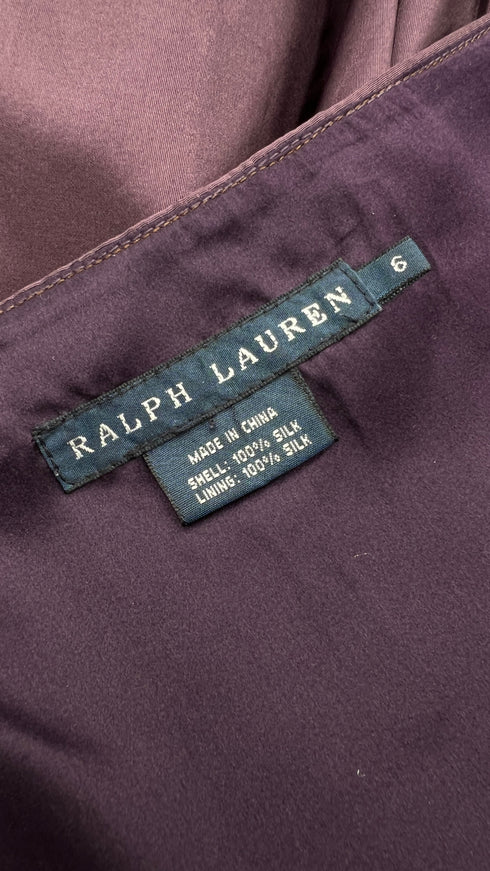 RALPH LAUREN
6
MADE IN CHINA
SHELL: 100% SILK
LINING: 100% SILK